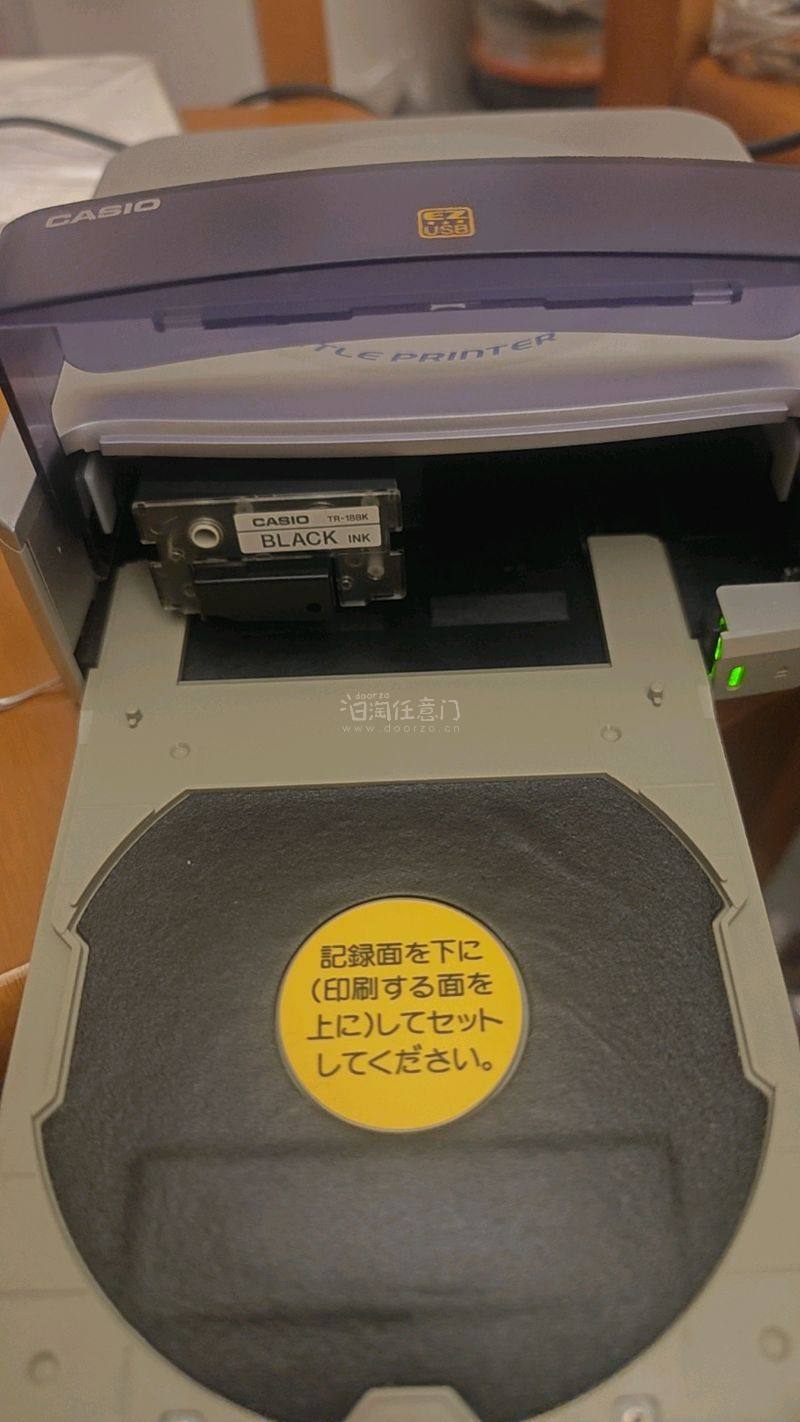 CASIO
EZ
USB
TLE PRINTER
CASIO TR-18BK
BLACK INK
doorzo
汩淘任意门
www.doorzo.cn
記録面を下に
(印刷する面を
上に)してセット
してください。